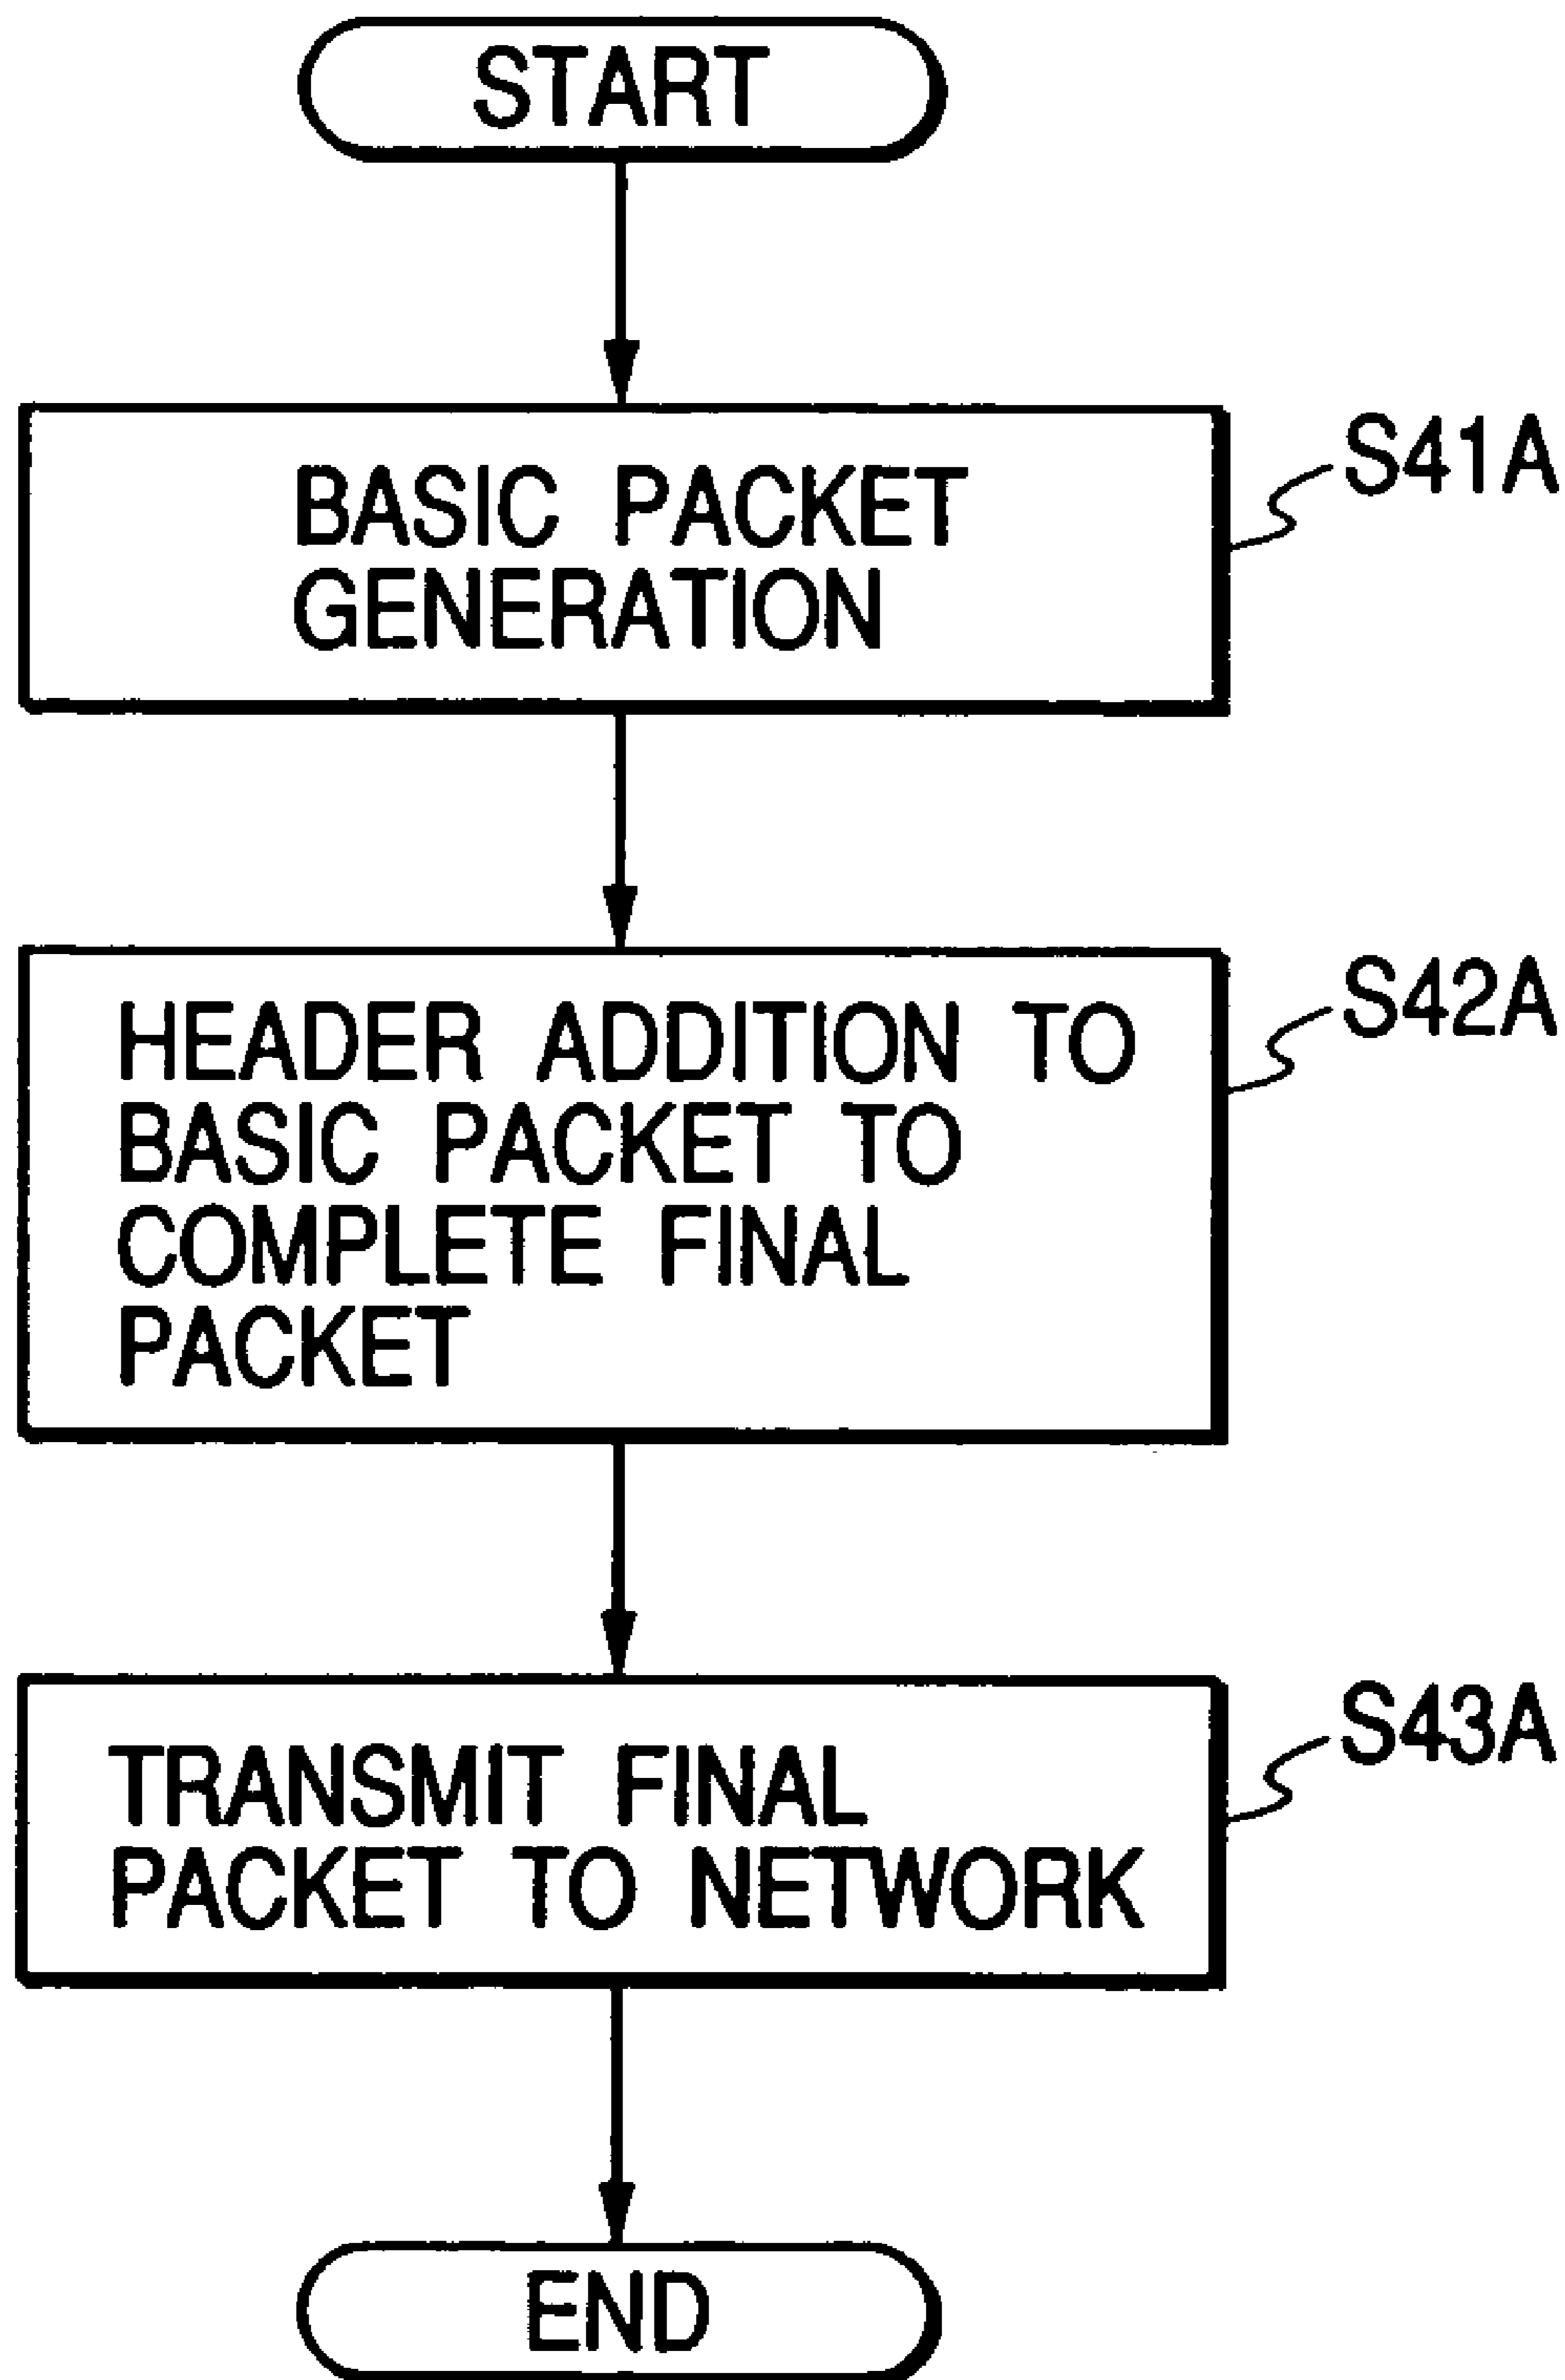 START
BASIC PACKET
GENERATION
S41A
HEADER ADDITION TO
BASIC PACKET TO
COMPLETE FINAL
PACKET
S42A
TRANSMIT FINAL
PACKET TO NETWORK
S43A
END